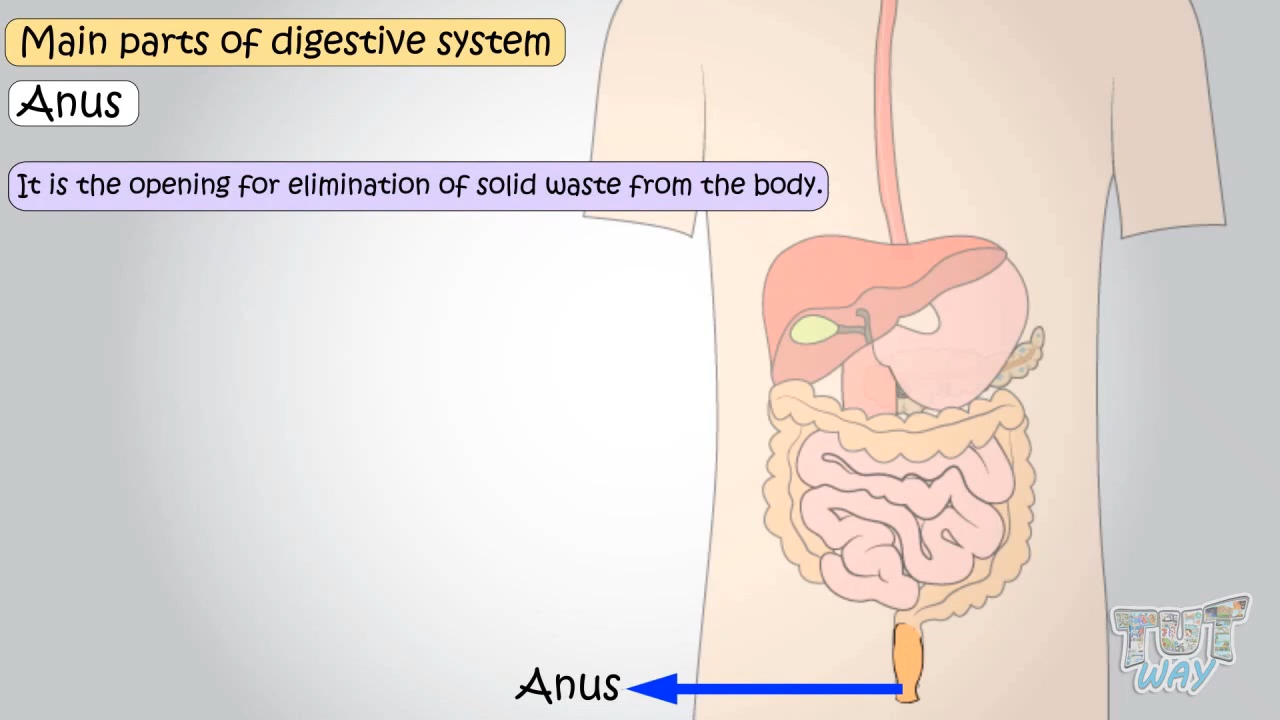 Main parts of digestive system
Anus
It is the opening for elimination of solid waste from the body.
Anus
TUT
WAY